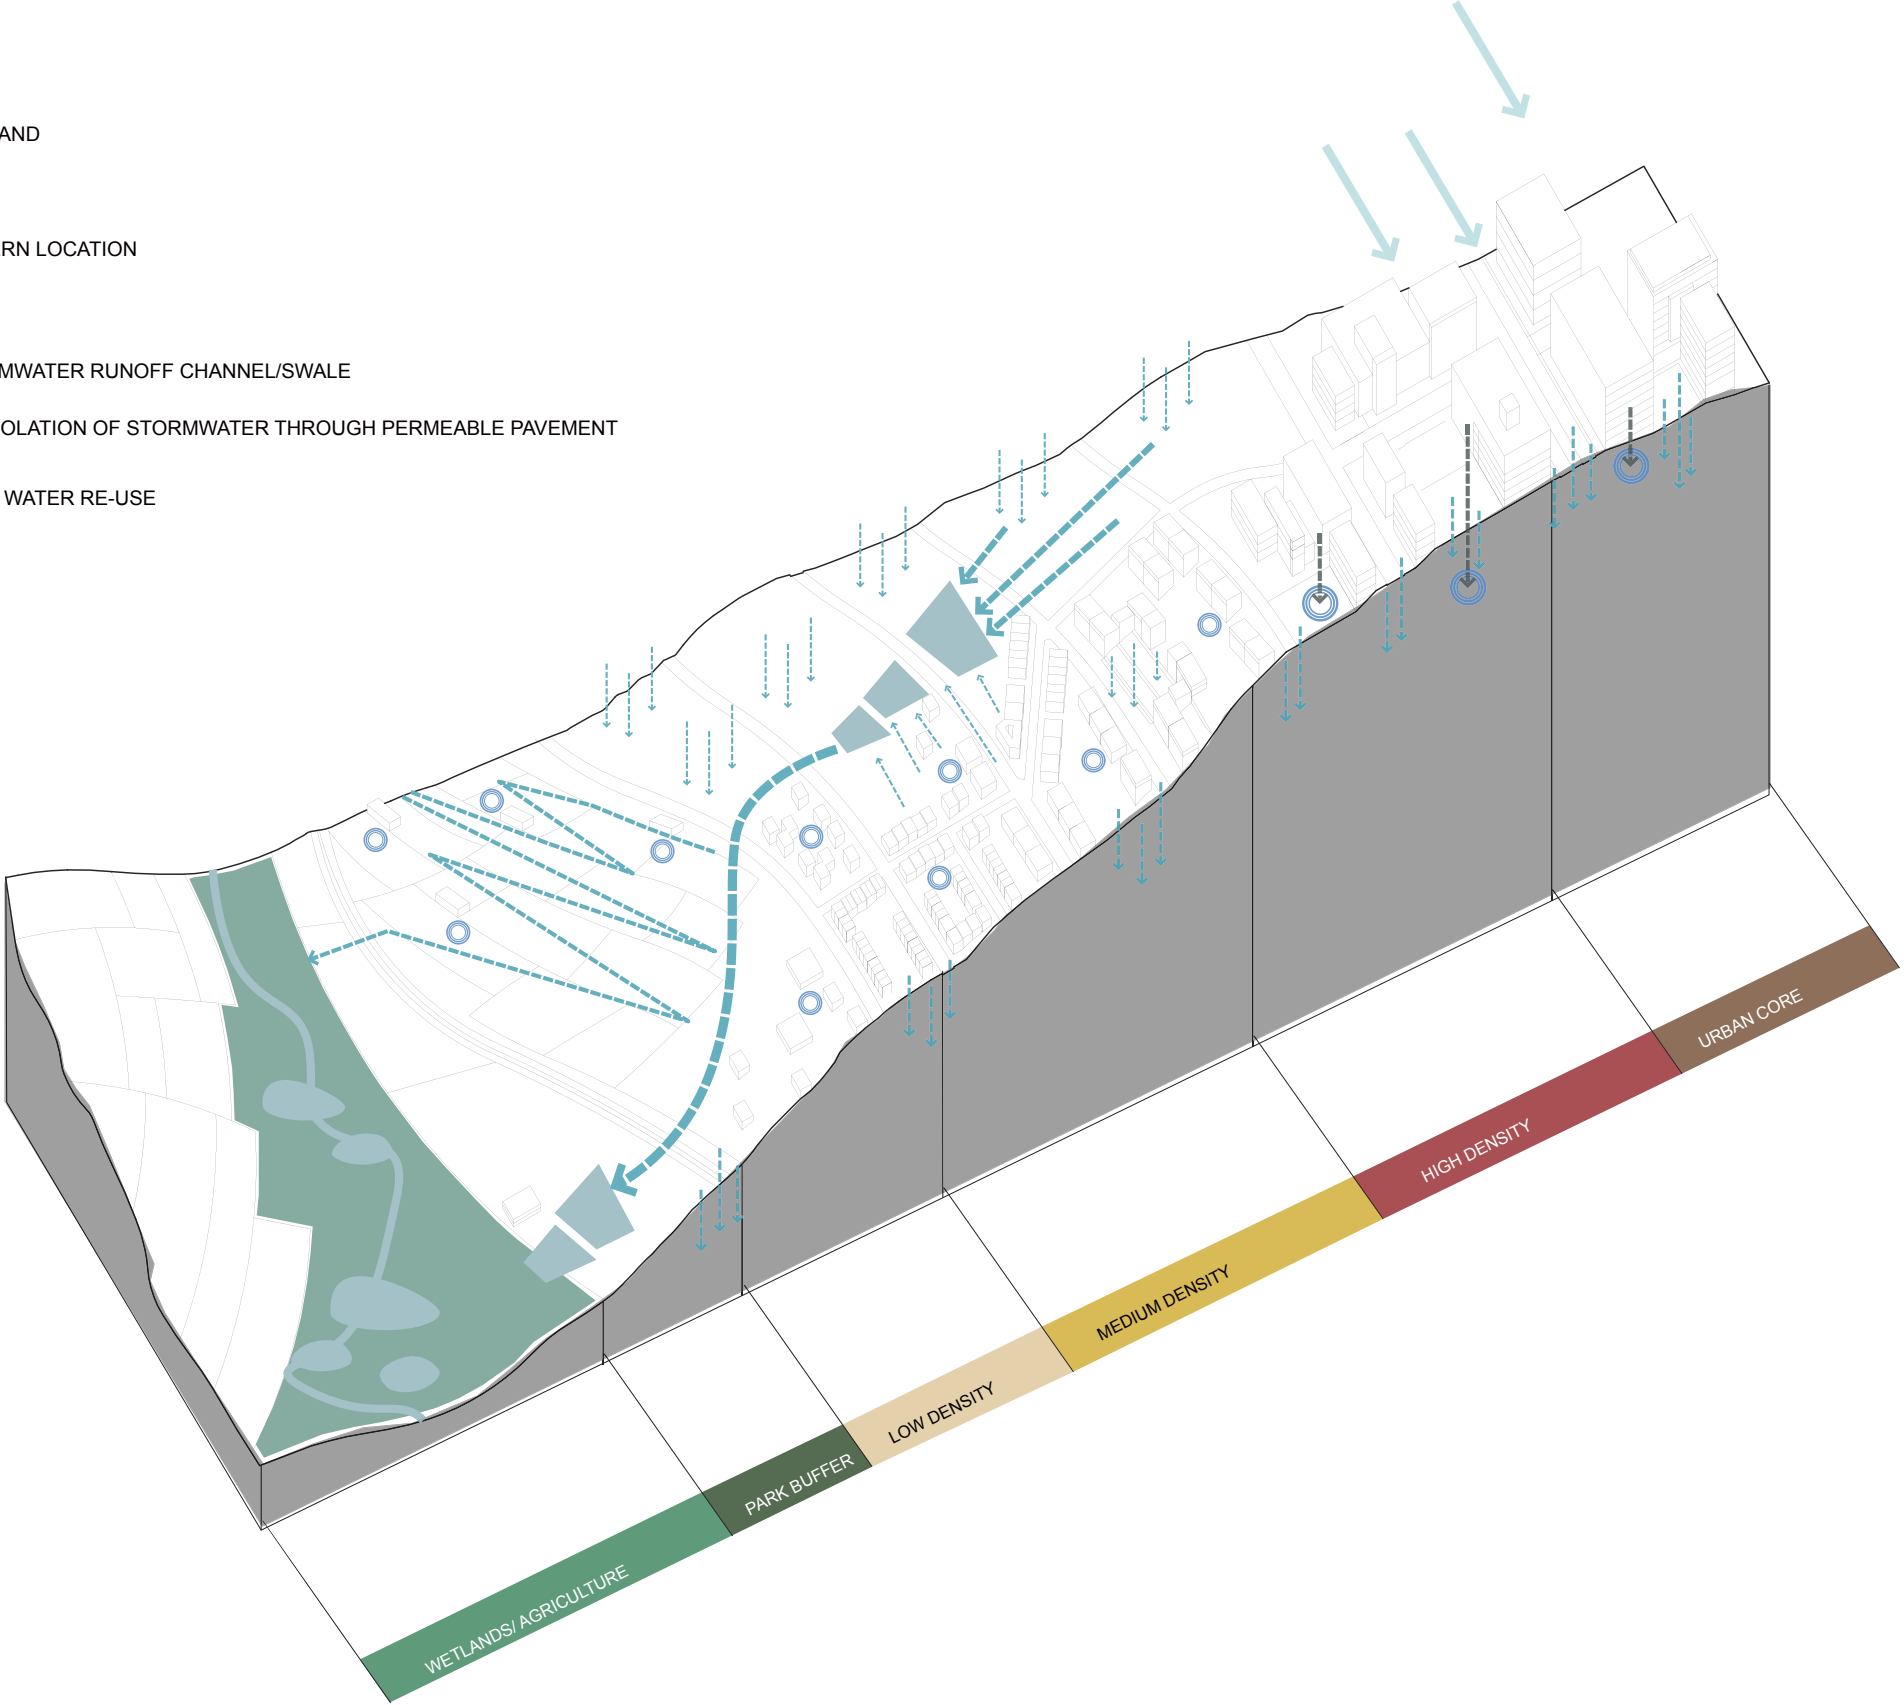 AND
RN LOCATION
MWATER RUNOFF CHANNEL/SWALE
OLATION OF STORMWATER THROUGH PERMEABLE PAVEMENT
WATER RE-USE
URBAN CORE
HIGH DENSITY
MEDIUM DENSITY
LOW DENSITY
PARK BUFFER
WETLANDS/ AGRICULTURE